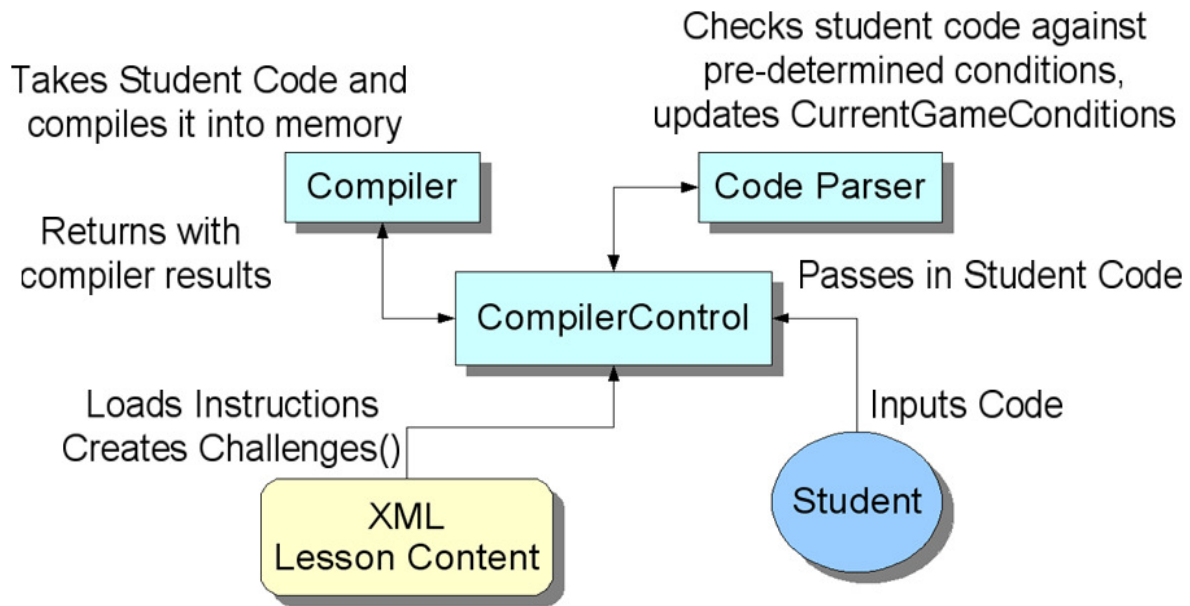 Checks student code against
pre-determined conditions,
updates CurrentGameConditions
Takes Student Code and
compiles it into memory
Compiler
Code Parser
Returns with
compiler results
Passes in Student Code
CompilerControl
Loads Instructions
Creates Challenges()
Inputs Code
XML
Lesson Content
Student